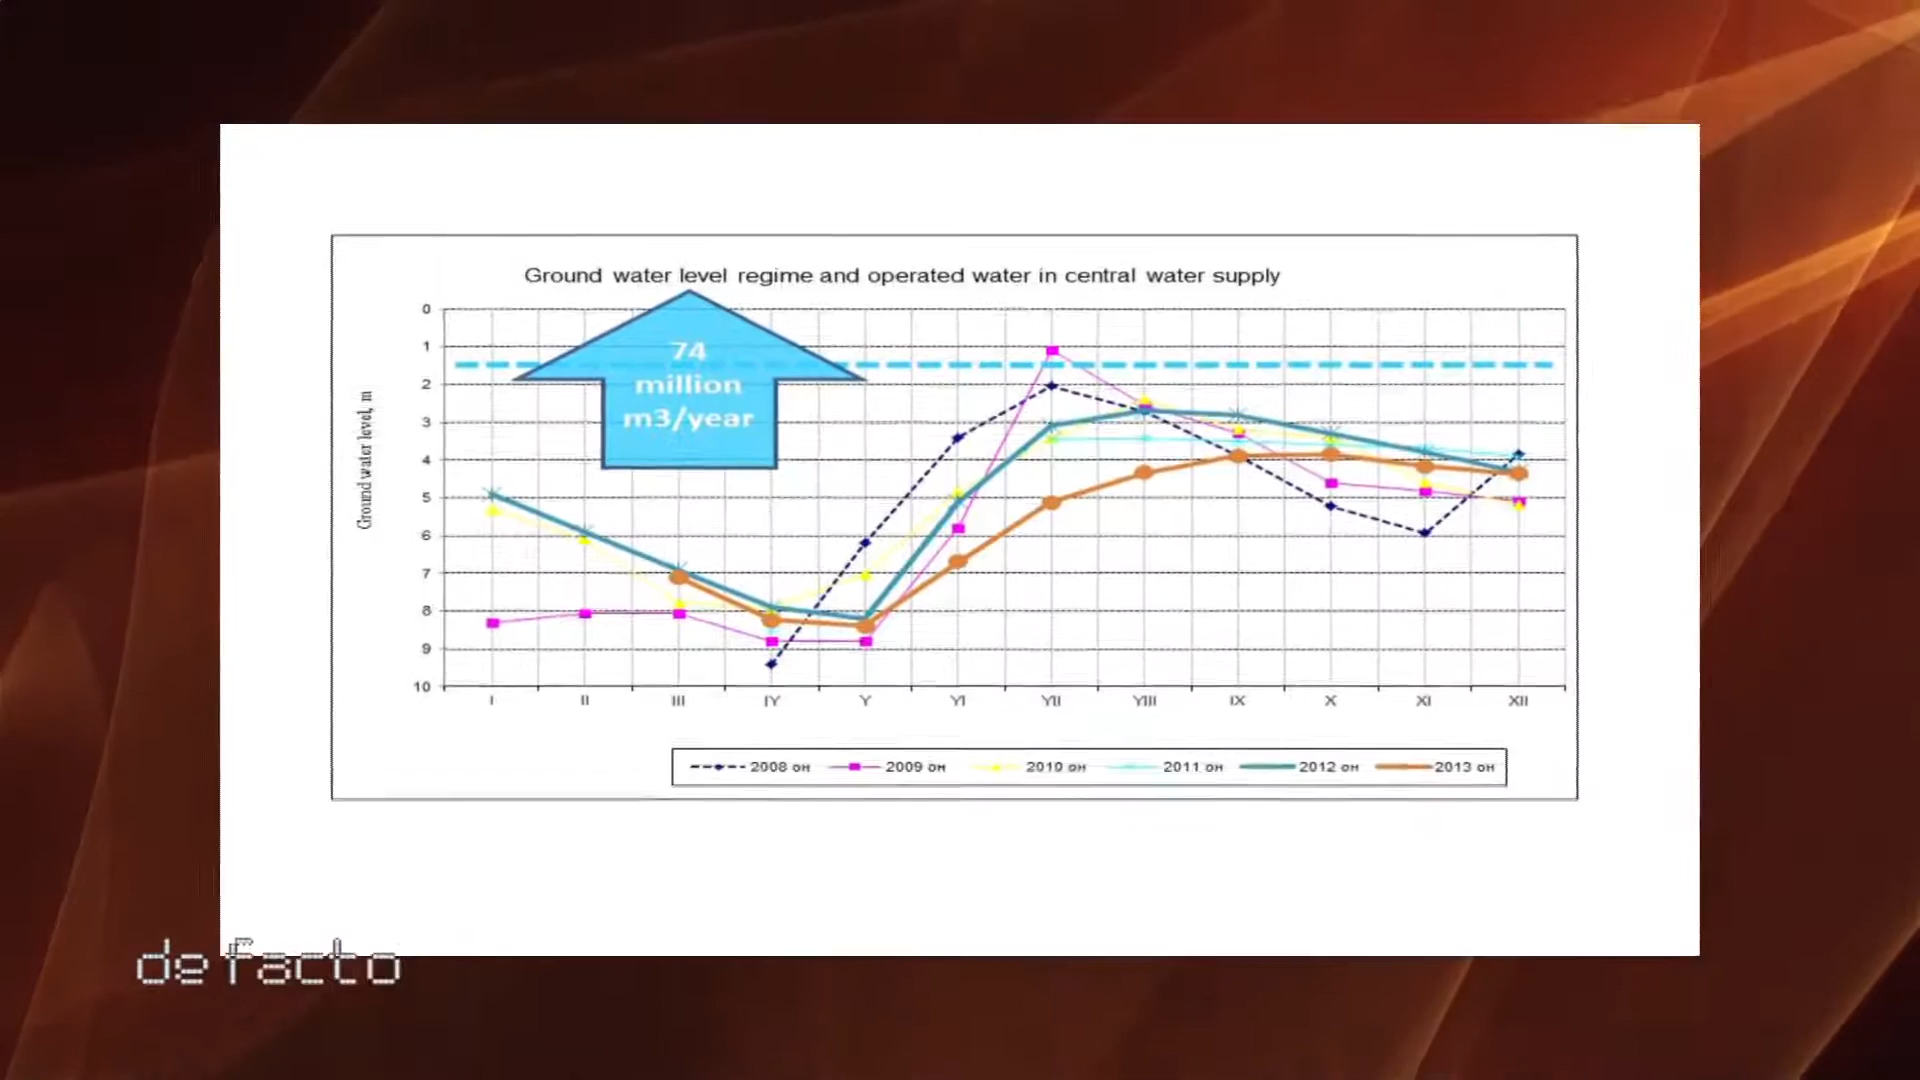 Ground water level regime and operated water in central water supply
74
million
m3/year
Ground water level, m
0
1
2
3
4
5
6
7
8
9
10
I II III IY Y YI YII YIII IX X XI XII
2008 он 2009 он 2010 он 2011 он 2012 он 2013 он
de facto